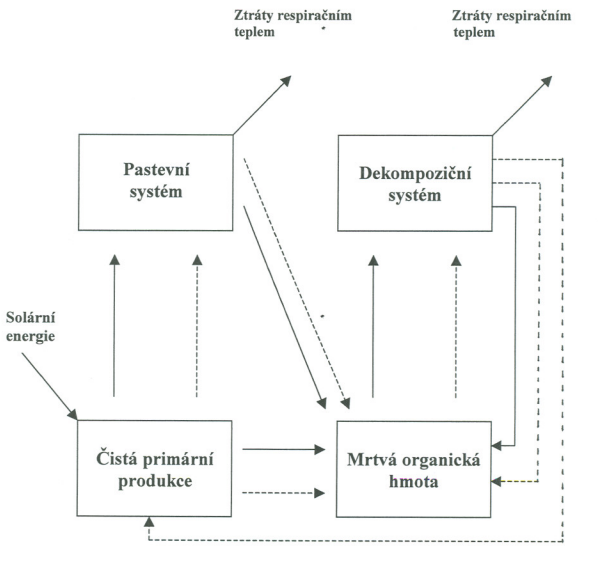 Ztráty respiračním
teplem
Ztráty respiračním
teplem
Pastevní
systém
Dekompoziční
systém
Solární
energie
Čistá primární
produkce
Mrtvá organická
hmota